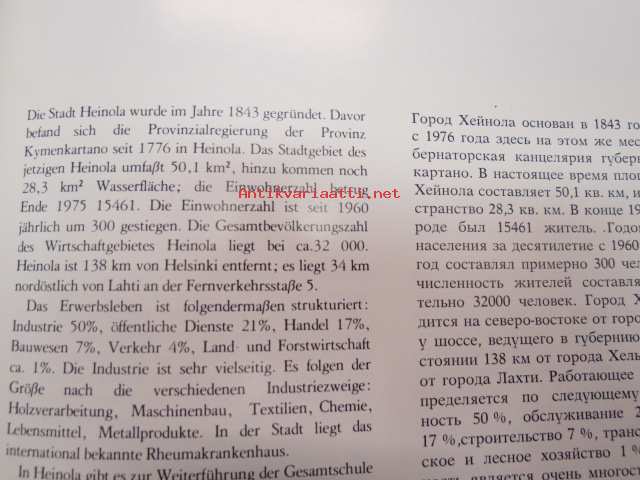 Die Stadt Heinola wurde im Jahre 1843 gegründet. Davor
befand sich die Provinzialregierung der Provinz
Kymenkartano seit 1776 in Heinola. Das Stadtgebiet des
jetzigen Heinola umfaßt 50,1 km², hinzu kommen noch
28,3 km² Wasserfläche; die Einwohnerzahl betrug
Antikvariaatti.net
Ende 1975 15461. Die Einwohnerzahl ist seit 1960
jährlich um 300 gestiegen. Die Gesamtbevölkerungszahl
des Wirtschaftgebietes Heinola liegt bei ca.32 000.
Heinola ist 138 km von Helsinki entfernt; es liegt 34 km
nordöstlich von Lahti an der Fernverkehrsstaße 5.
Das Erwerbsleben ist folgendermaßen strukturiert:
Industrie 50%, öffentliche Dienste 21%, Handel 17%,
Bauwesen 7%, Verkehr 4%, Land- und Forstwirtschaft
ca. 1%. Die Industrie ist sehr vielseitig. Es folgen der
Größe nach die verschiedenen Industriezweige:
Holzverarbeitung, Maschinenbau, Textilien, Chemie,
Lebensmittel, Metallprodukte. In der Stadt liegt das
international bekannte Rheumakrankenhaus.
In Heinola gibt es zur Weiterführung der Gesamtschule
Город Хейнола основан в 1843 го
с 1976 года здесь на этом же мес
бернаторская канцелярия губерн
картано. В настоящее время пло
Хейнола составляет 50,1 кв. км, и
странство 28,3 кв. км. В конце 19
роде был 15461 житель. .Годо
населения за десятилетие с 1960
год составлял примерно 300 чел
численность жителей составля
тельно 32000 человек. Город Х
дится на северо-востоке от горо
у шоссе, ведущего в губернию
стоянии 138 км от города Хель
от города Лахти. Работающее
пределяется по следующему
ность 50 %, обслуживание 2
17 %,строительство 7 %, транс
ское и лесное хозяйство 1 %
ности является очень многост